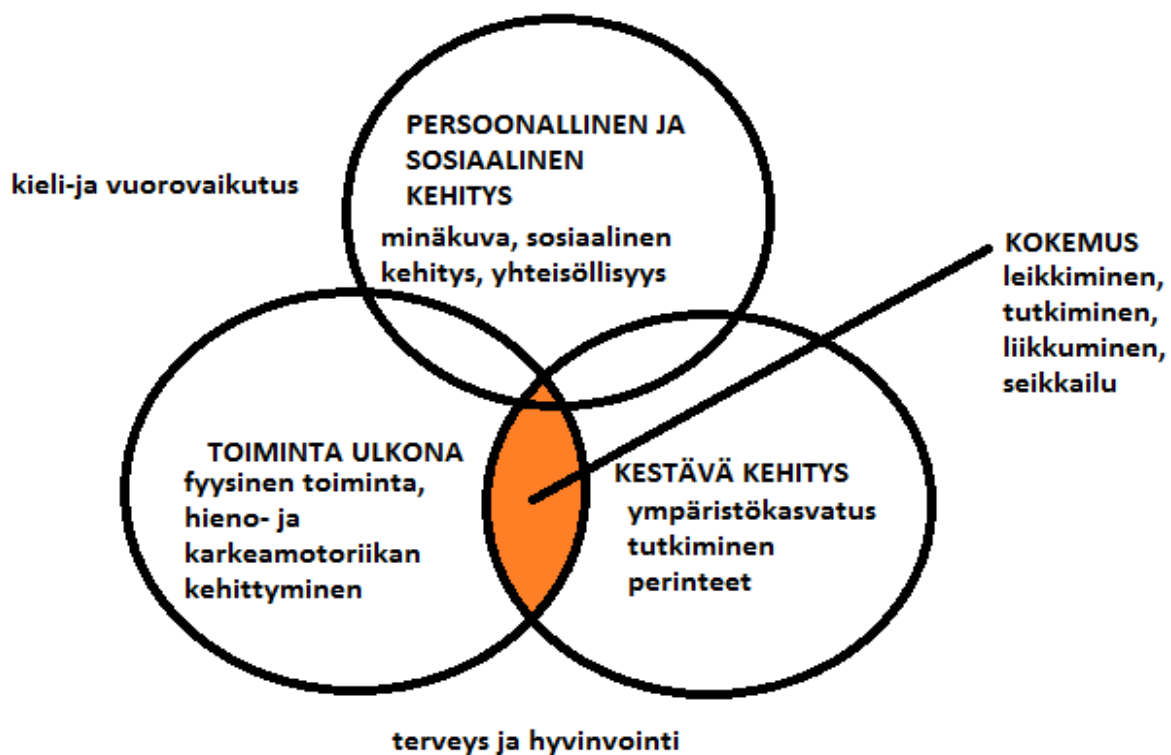 PERSOONALLINEN JA
SOSIAALINEN
KEHITYS
minäkuva, sosiaalinen
kehitys, yhteisöllisyys
kieli-ja vuorovaikutus
KOKEMUS
leikkiminen,
tutkiminen,
liikkuminen,
seikkailu
TOIMINTA ULKONA
fyysinen toiminta,
hieno- ja
karkeamotoriikan
kehittyminen
KESTÄVÄ KEHITYS
ympäristökasvatus
tutkiminen
perinteet
terveys ja hyvinvointi